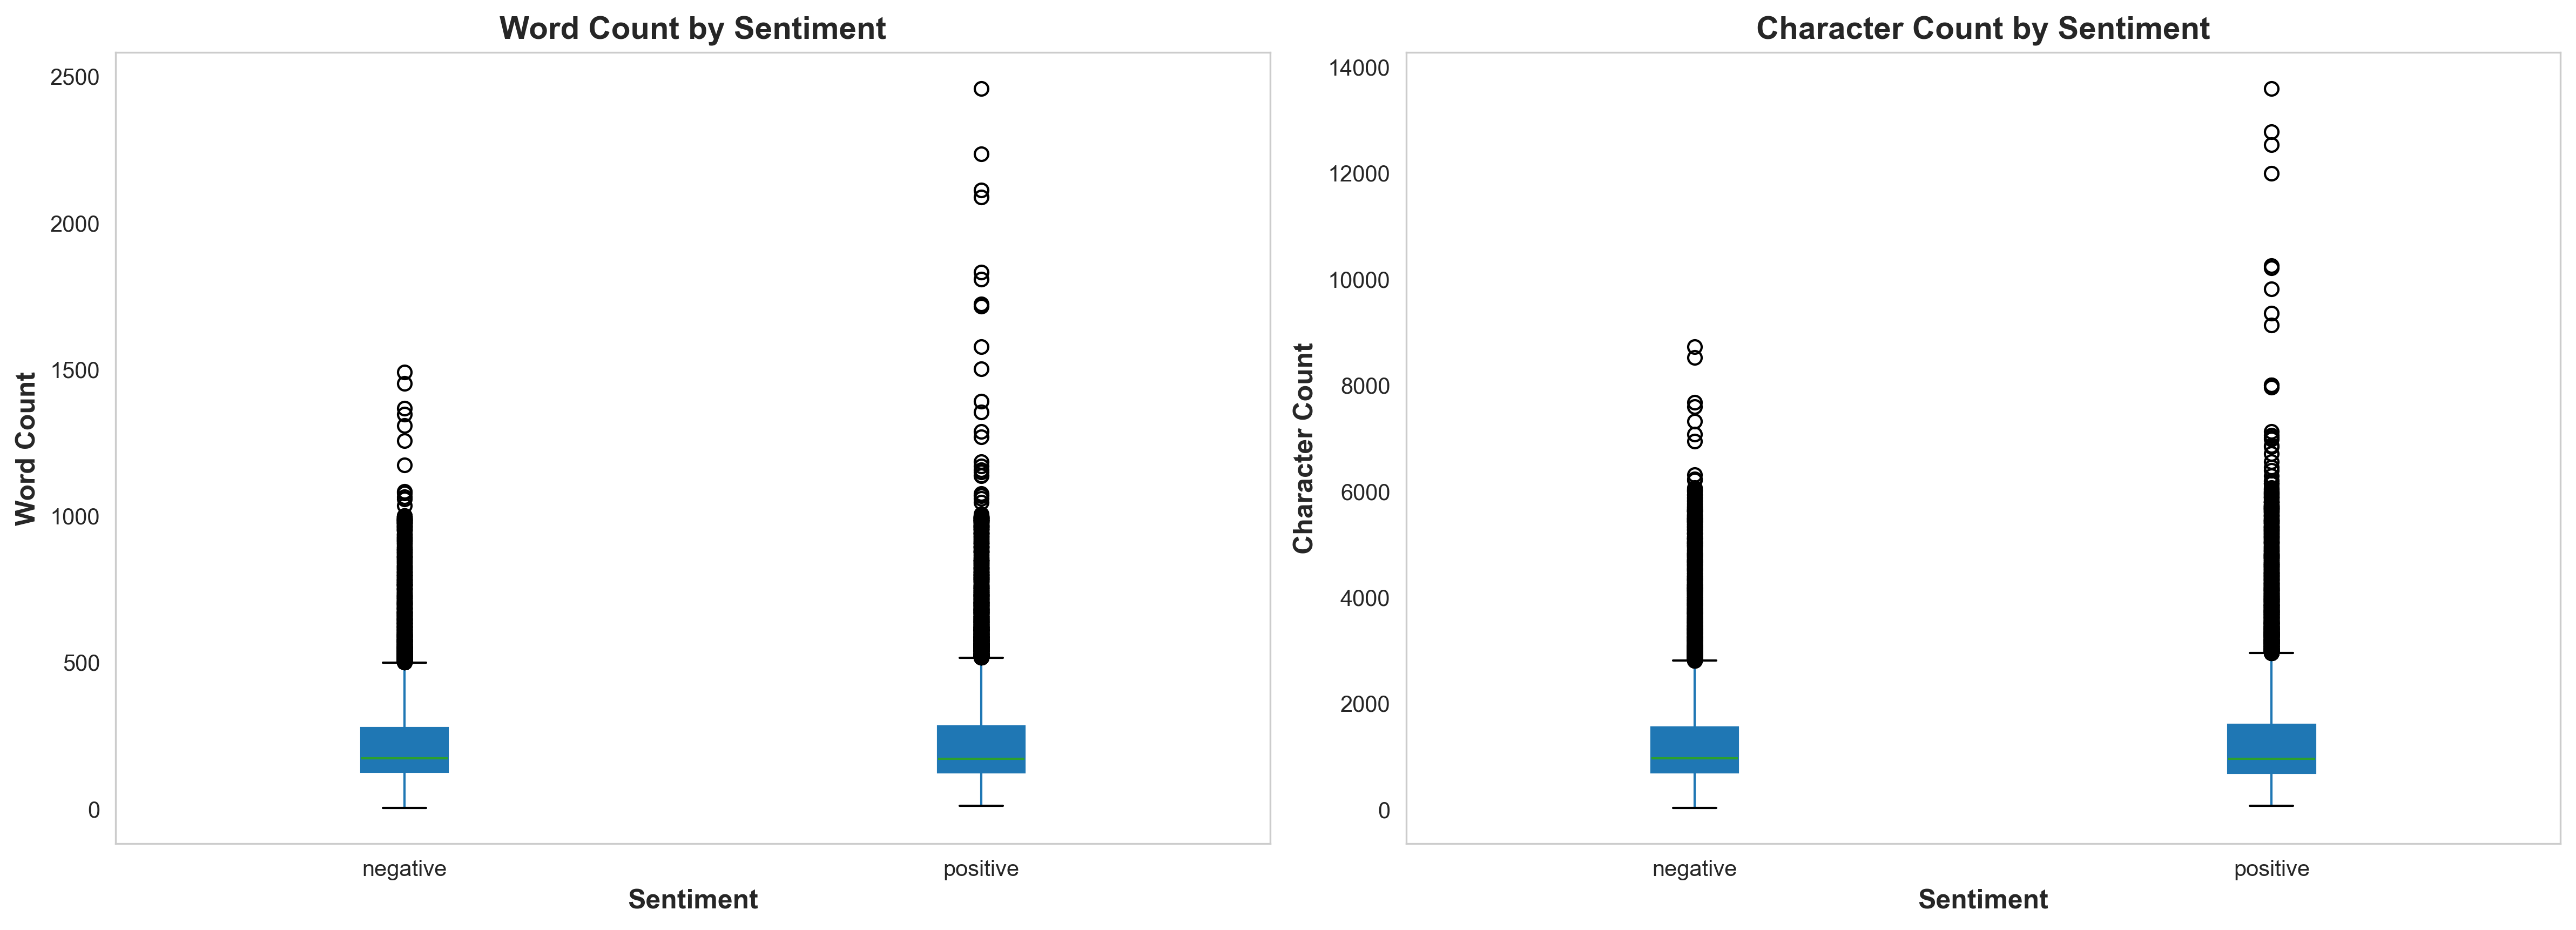 Word Count by Sentiment
2500
2000
1500
1000
500
0
Word Count
negative
positive
Sentiment
Character Count by Sentiment
14000
12000
10000
8000
6000
4000
2000
0
Character Count
negative
positive
Sentiment